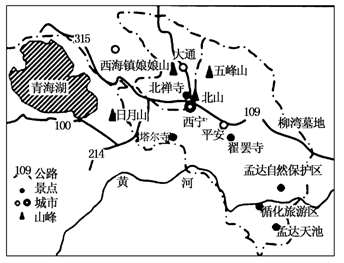 315
西海镇
娘娘山
大通
五峰山
青海湖
北禅寺
北山
日月山
109
100
西宁
平安
柳湾墓地
塔尔寺
瞿昙寺
214
109 公路
景点
城市
山峰
黄 河
孟达自然保护区
循化旅游区
孟达天池